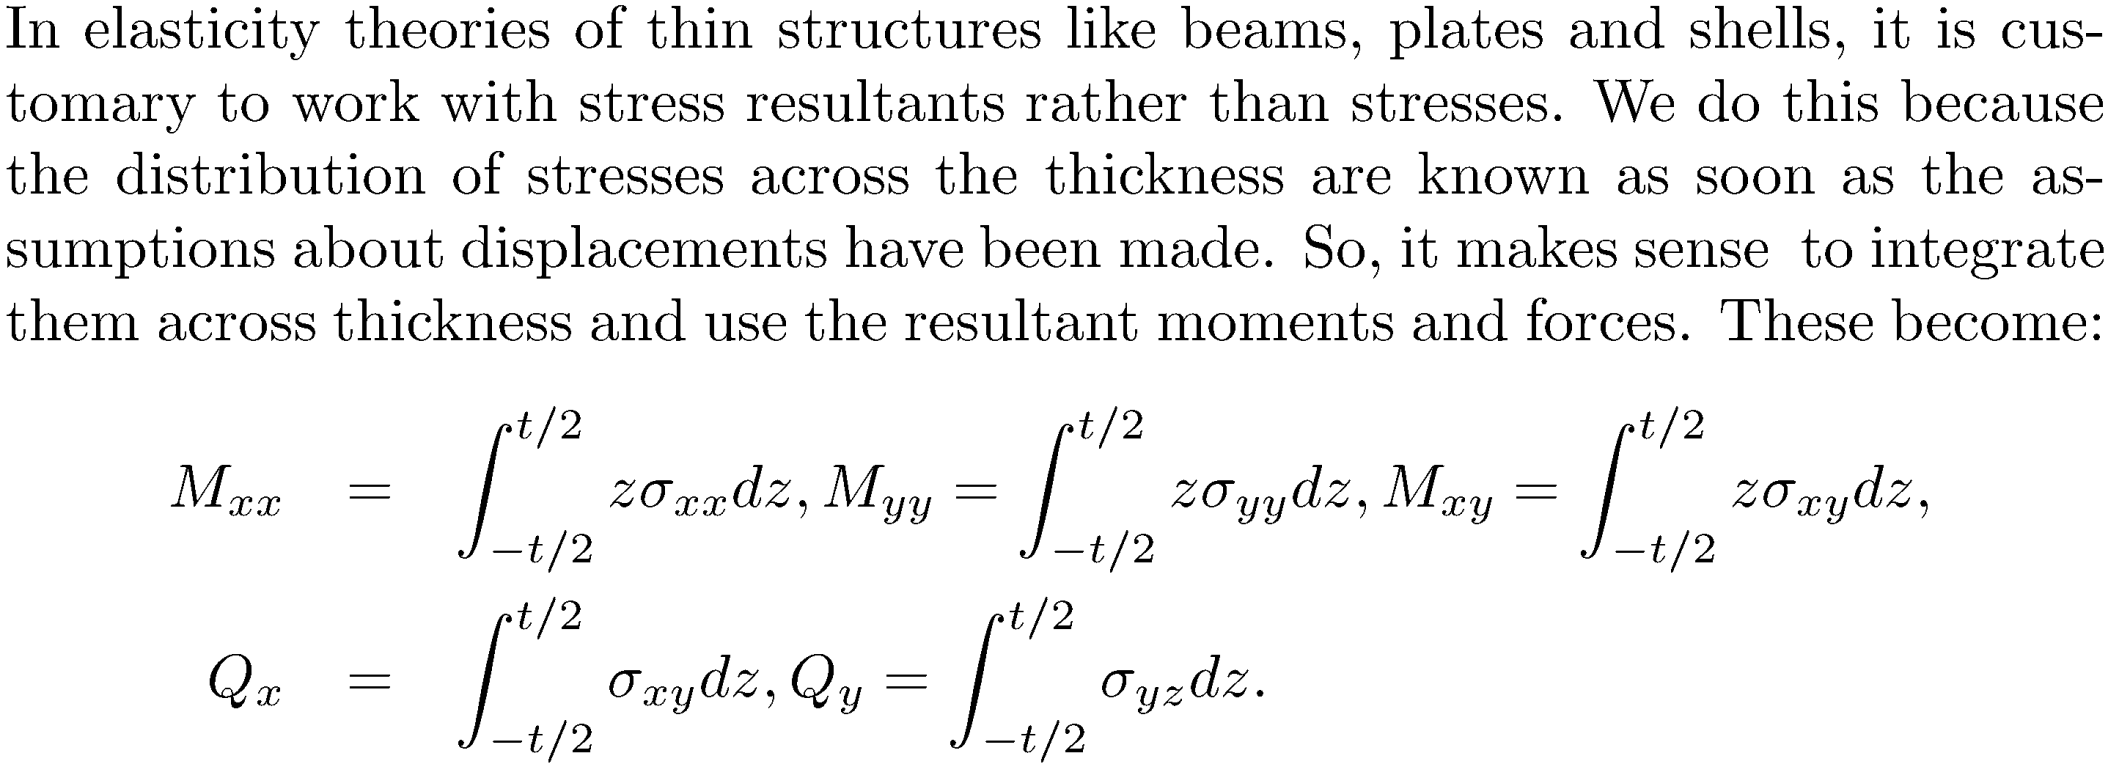 In elasticity theories of thin structures like beams, plates and shells, it is cus-
tomary to work with stress resultants rather than stresses. We do this because
the distribution of stresses across the thickness are known as soon as the as-
sumptions about displacements have been made. So, it makes sense to integrate
them across thickness and use the resultant moments and forces. These become:
M_{xx} = \int_{-t/2}^{t/2} zσ_{xx}dz, M_{yy} = \int_{-t/2}^{t/2} zσ_{yy}dz, M_{xy} = \int_{-t/2}^{t/2} zσ_{xy}dz,
Q_x = \int_{-t/2}^{t/2} σ_{xy}dz, Q_y = \int_{-t/2}^{t/2} σ_{yz}dz.